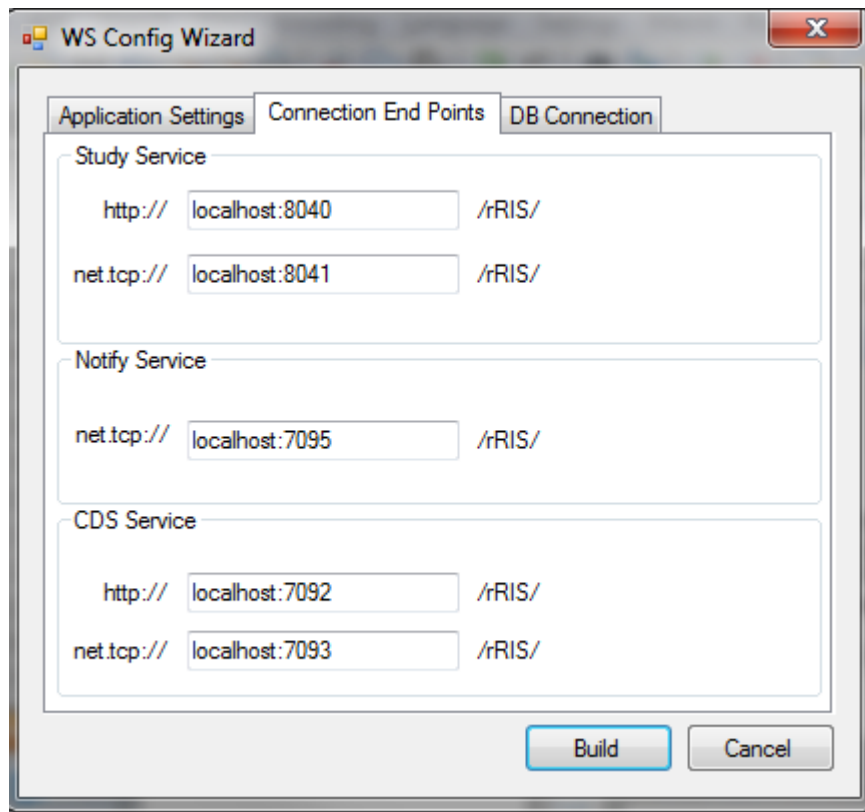 WS Config Wizard
Application Settings Connection End Points DB Connection
Study Service
http:// localhost:8040 /rRIS/
net.tcp:// localhost:8041 /rRIS/
Notify Service
net.tcp:// localhost:7095 /rRIS/
CDS Service
http:// localhost:7092 /rRIS/
net.tcp:// localhost:7093 /rRIS/
Build Cancel